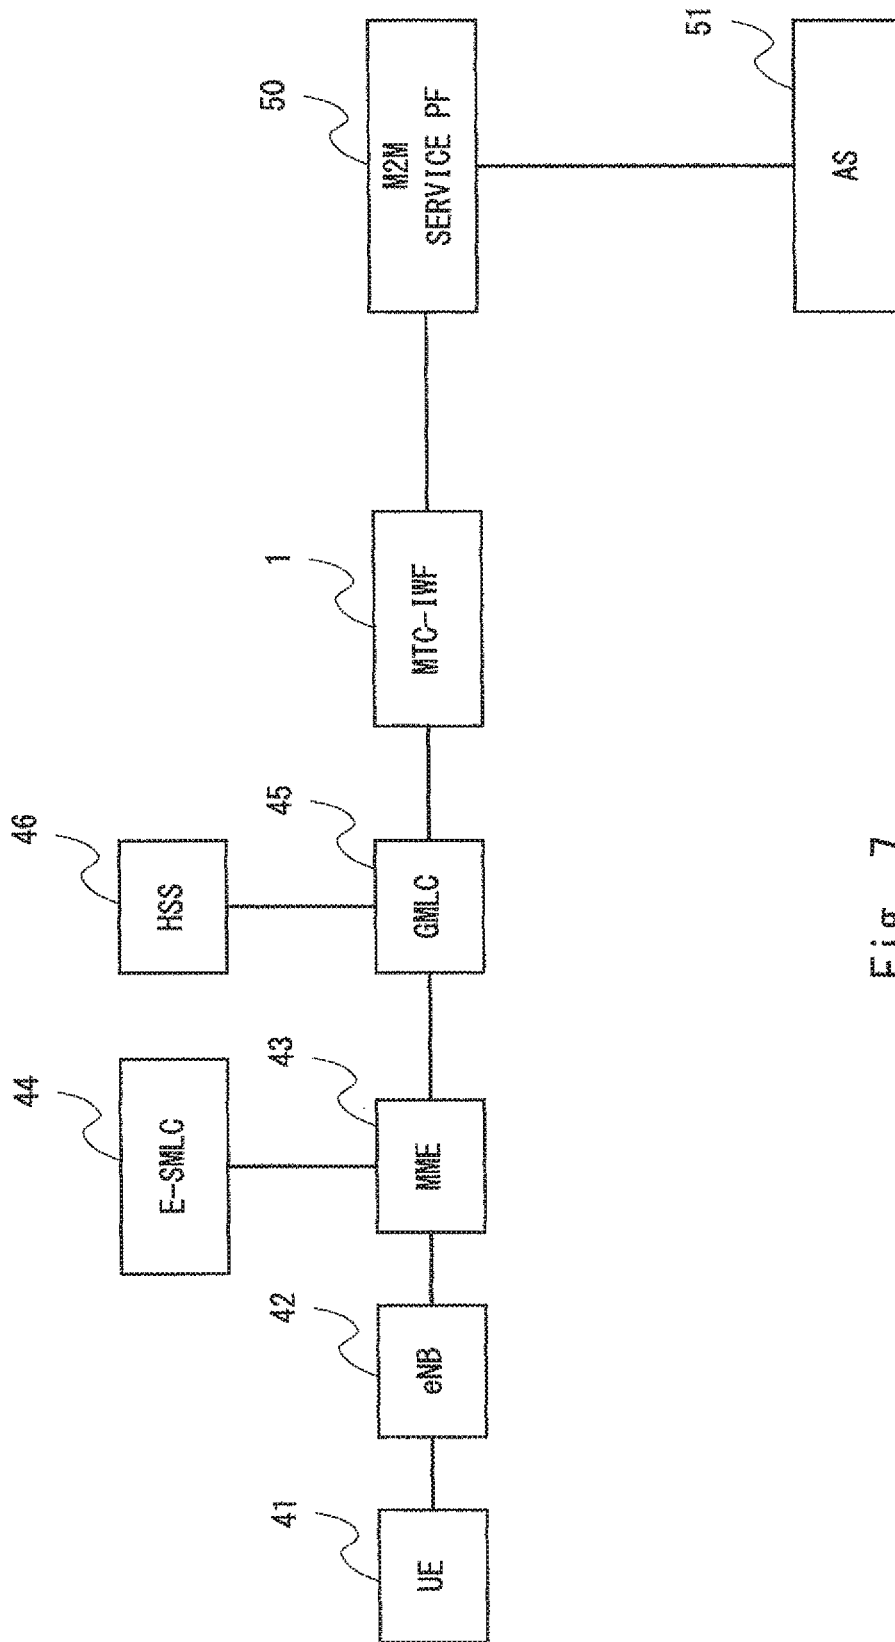 44
E-SMLC
46
HSS
41
UE
42
eNB
43
MME
45
GMLC
1
MTC-IWF
50
M2M
SERVICE PF
51
AS
Fig. 7